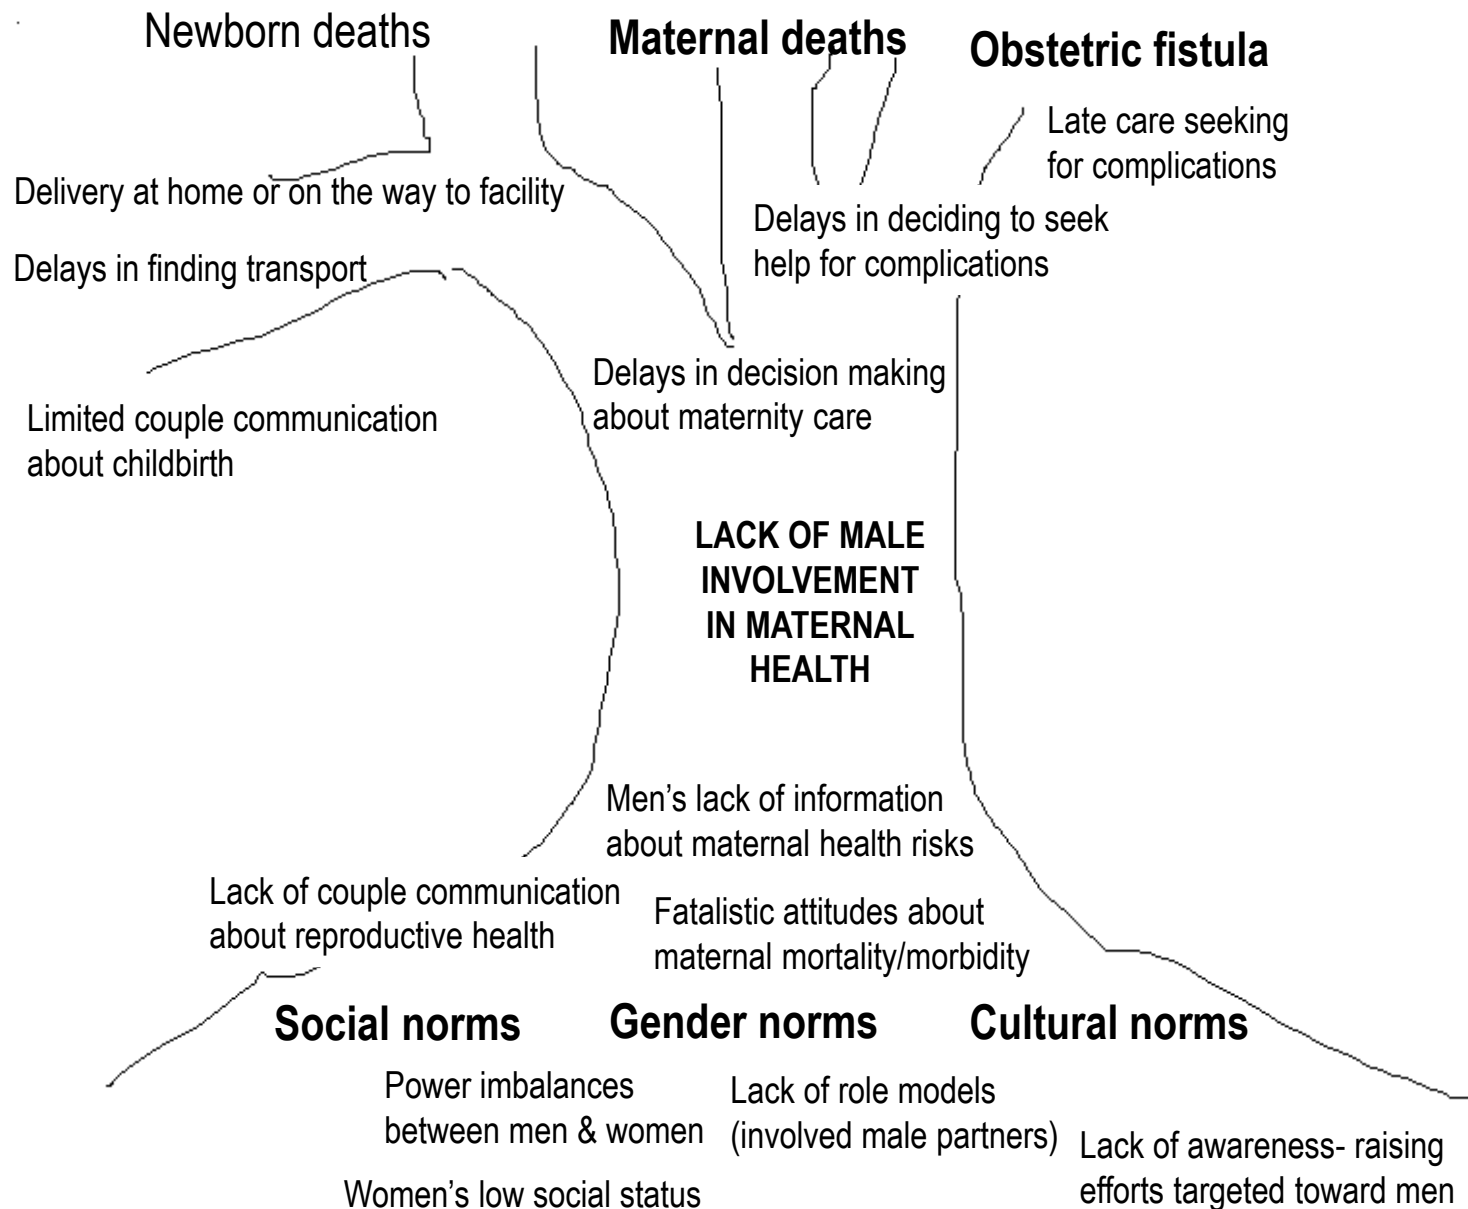 Newborn deaths
Maternal deaths
Obstetric fistula
Late care seeking
for complications
Delivery at home or on the way to facility
Delays in deciding to seek
help for complications
Delays in finding transport
Delays in decision making
about maternity care
Limited couple communication
about childbirth
LACK OF MALE
INVOLVEMENT
IN MATERNAL
HEALTH
Men’s lack of information
about maternal health risks
Lack of couple communication
about reproductive health
Fatalistic attitudes about
maternal mortality/morbidity
Social norms
Gender norms
Cultural norms
Power imbalances
between men & women
Lack of role models
(involved male partners)
Lack of awareness- raising
efforts targeted toward men
Women’s low social status